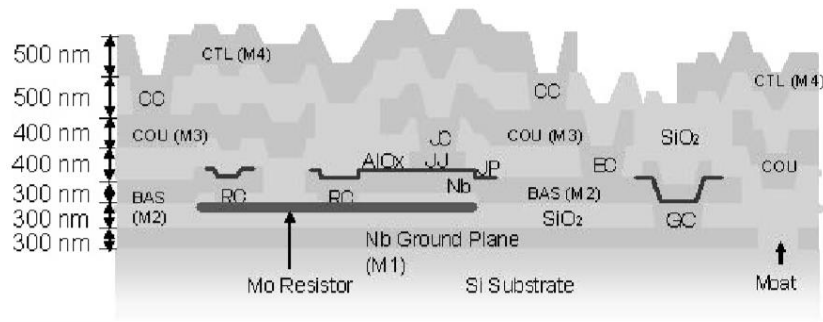 500 nm
500 nm
400 nm
400 nm
300 nm
300 nm
300 nm
CTL (M4)
CC
CC
CTL (M4)
COU (M3)
JC
COU (M3)
SiO2
AlOx
JJ
JP
EC
COU
BAS
(M2)
RC
RC
Nb
BAS (M2)
SiO2
GC
Nb Ground Plane
(M1)
Mo Resistor
Si Substrate
Moat